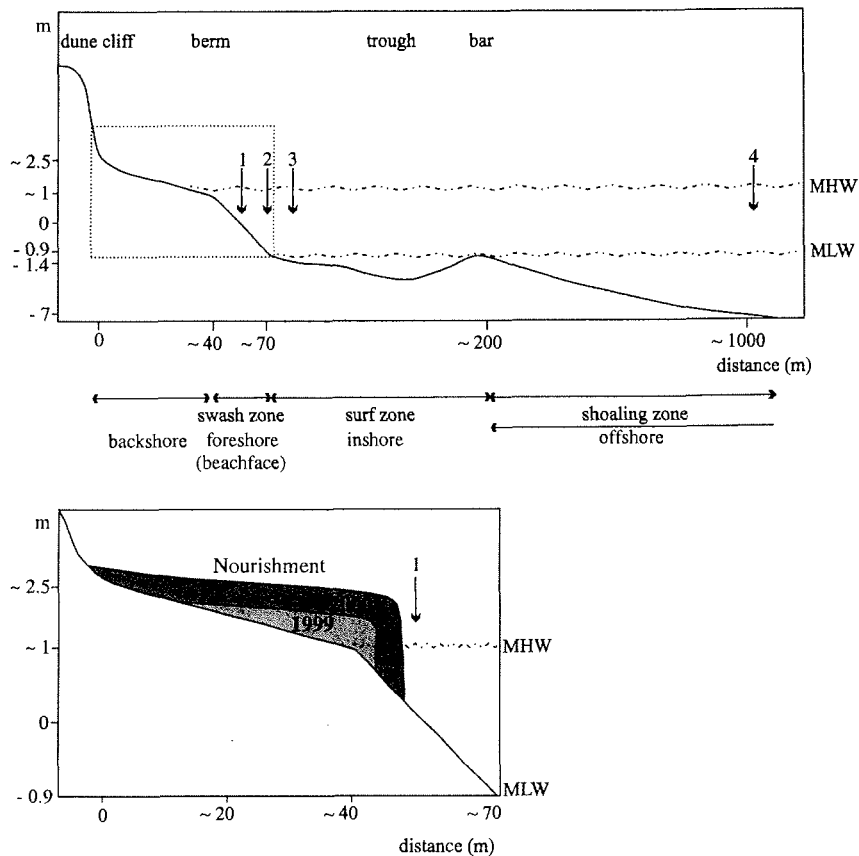 m
dune cliff berm trough bar
1 2 3 4
~ 2.5
MHW
~ 1
0
- 0.9 MLW
- 1.4
- 7
0 ~ 40 ~ 70 ~ 200 ~ 1000
distance (m)
swash zone surf zone shoaling zone
backshore foreshore inshore offshore
(beachface)
m
Nourishment 1
~ 2.5
1999
~ 1 MHW
0
- 0.9 MLW
0 ~ 20 ~ 40 ~ 70
distance (m)